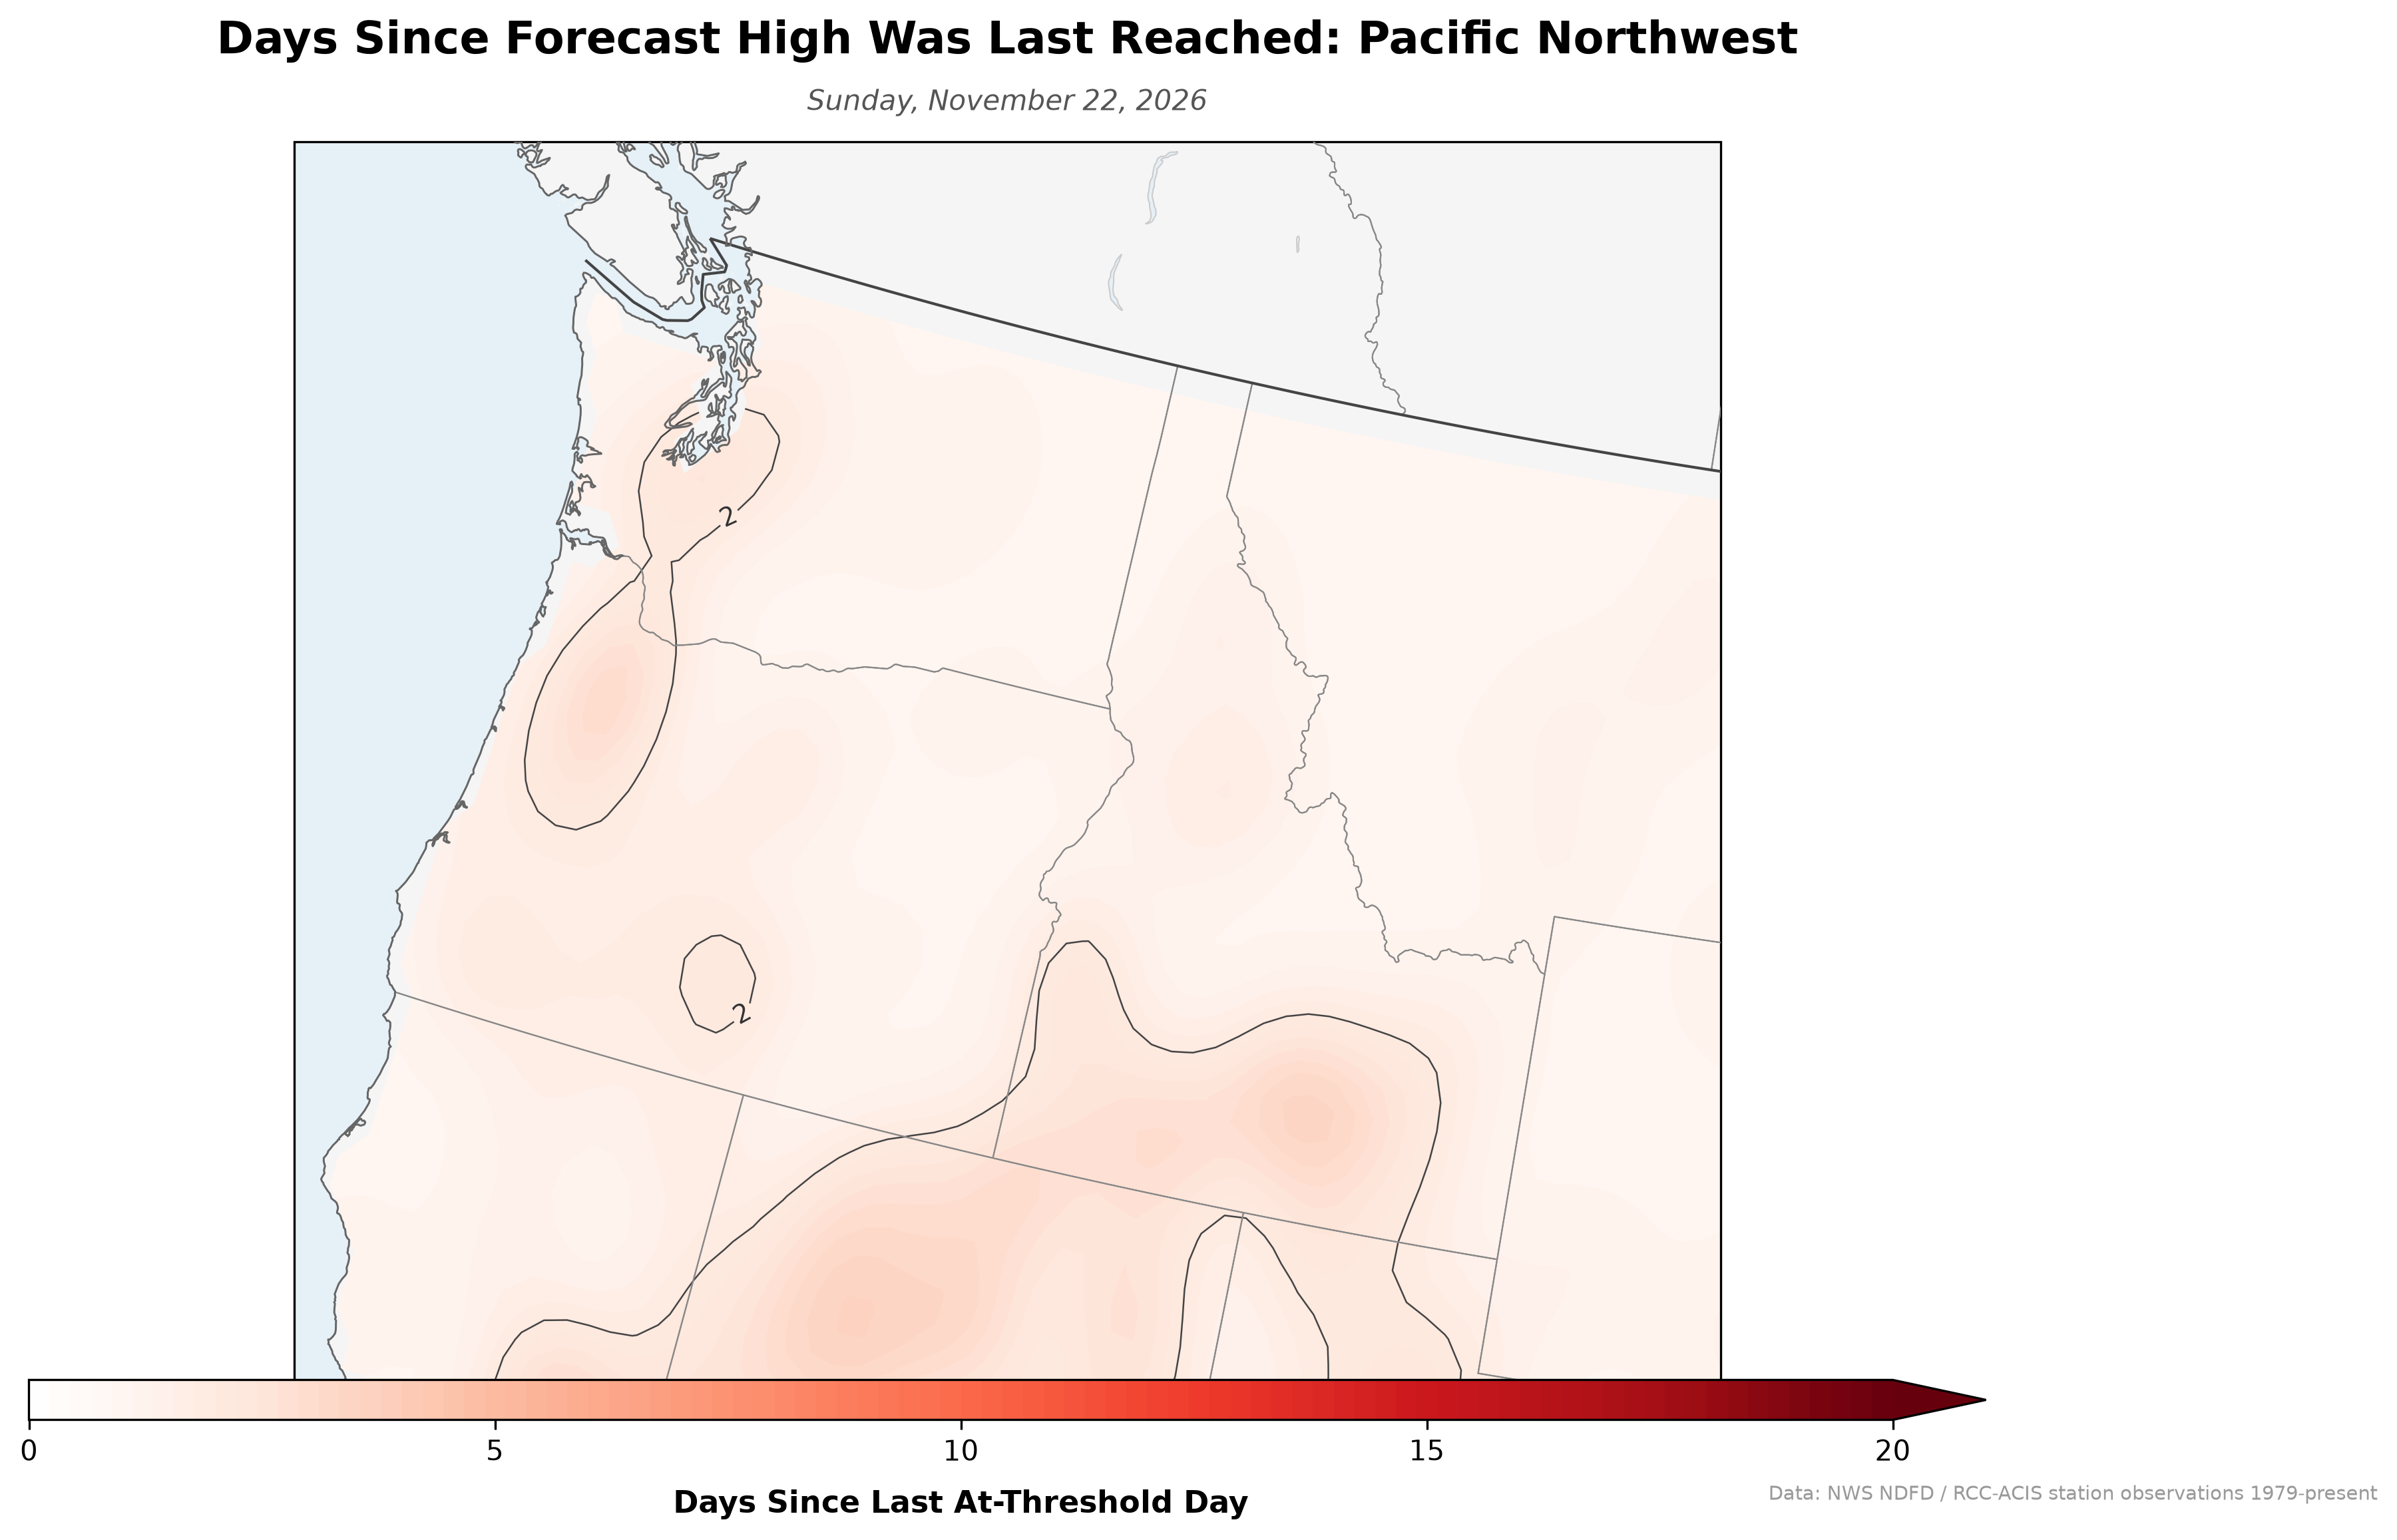 Days Since Forecast High Was Last Reached: Pacific Northwest
Sunday, November 22, 2026
2
2
0 5 10 15 20
Days Since Last At-Threshold Day
Data: NWS NDFD / RCC-ACIS station observations 1979-present